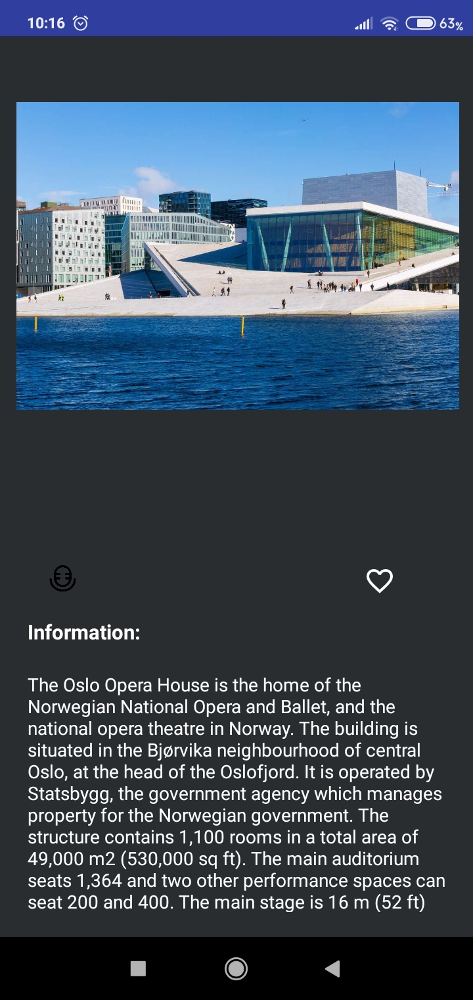 10:16
63%
Information:
The Oslo Opera House is the home of the
Norwegian National Opera and Ballet, and the
national opera theatre in Norway. The building is
situated in the Bjørvika neighbourhood of central
Oslo, at the head of the Oslofjord. It is operated by
Statsbygg, the government agency which manages
property for the Norwegian government. The
structure contains 1,100 rooms in a total area of
49,000 m2 (530,000 sq ft). The main auditorium
seats 1,364 and two other performance spaces can
seat 200 and 400. The main stage is 16 m (52 ft)